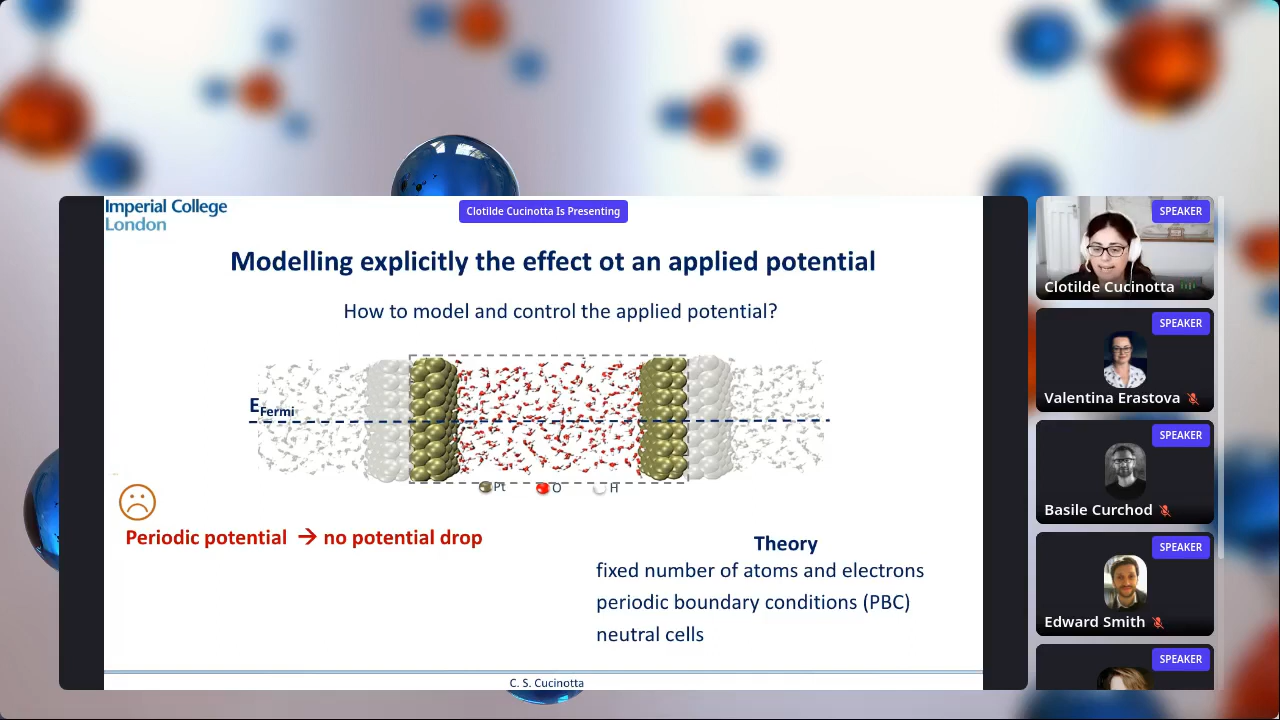 Imperial College
London
Clotilde Cucinotta Is Presenting
Modelling explicitly the effect ot an applied potential
How to model and control the applied potential?
EFermi
Pt O H
Periodic potential → no potential drop
Theory
fixed number of atoms and electrons
periodic boundary conditions (PBC)
neutral cells
C. S. Cucinotta
SPEAKER
Clotilde Cucinotta
SPEAKER
Valentina Erastova
SPEAKER
Basile Curchod
SPEAKER
Edward Smith
SPEAKER